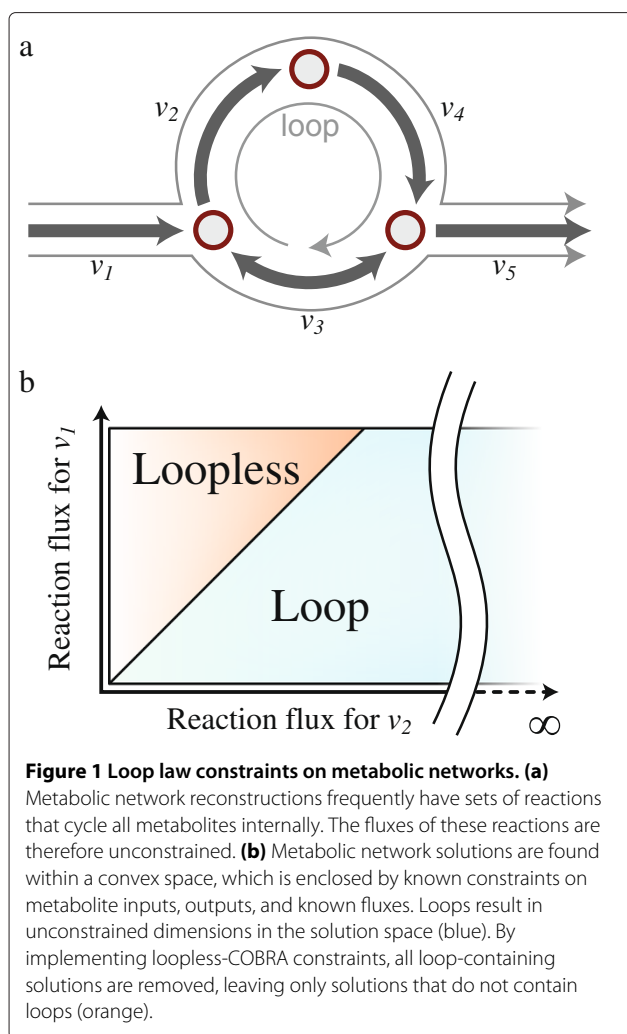 a
v2
v4
loop
v1
v5
v3
b
Reaction flux for v1
Loopless
Loop
Reaction flux for v2
∞
Figure 1 Loop law constraints on metabolic networks. (a)
Metabolic network reconstructions frequently have sets of reactions
that cycle all metabolites internally. The fluxes of these reactions are
therefore unconstrained. (b) Metabolic network solutions are found
within a convex space, which is enclosed by known constraints on
metabolite inputs, outputs, and known fluxes. Loops result in
unconstrained dimensions in the solution space (blue). By
implementing loopless-COBRA constraints, all loop-containing
solutions are removed, leaving only solutions that do not contain
loops (orange).